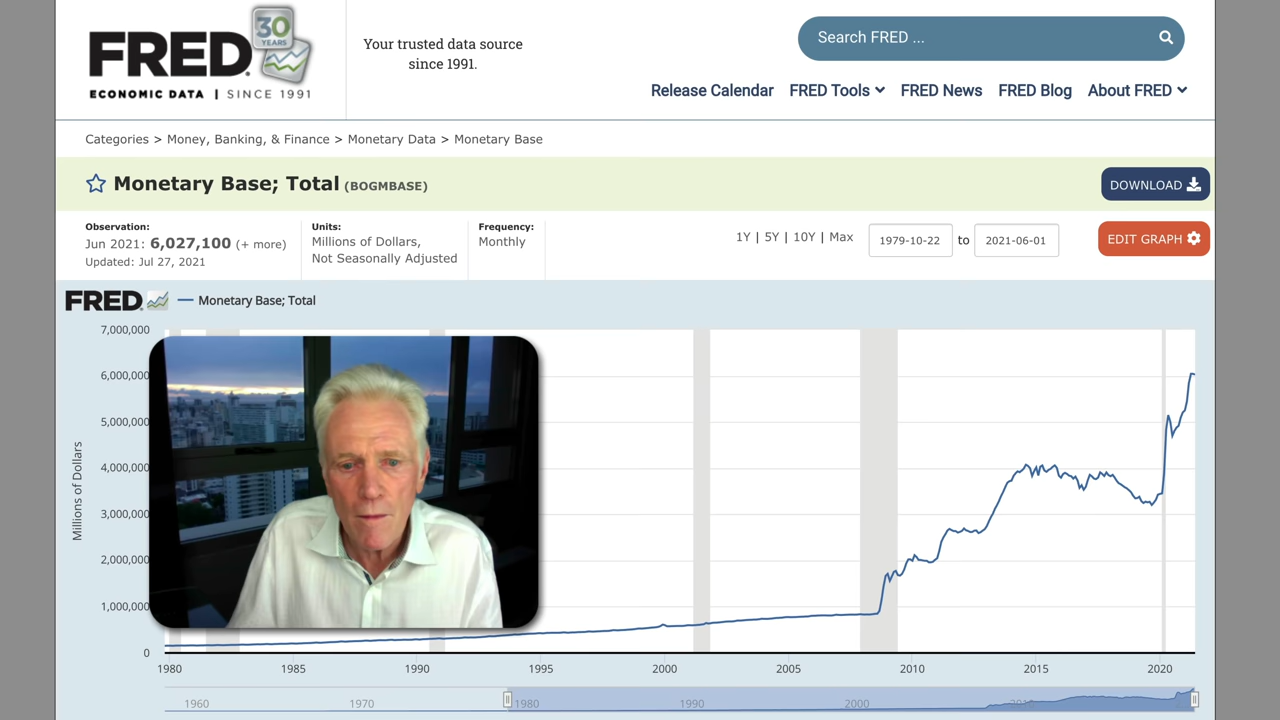 FRED
30
YEARS
ECONOMIC DATA | SINCE 1991
Your trusted data source
since 1991.
Search FRED ...
Release Calendar FRED Tools FRED News FRED Blog About FRED
Categories > Money, Banking, & Finance > Monetary Data > Monetary Base
Monetary Base; Total (BOGMBASE)
DOWNLOAD
Observation:
Jun 2021: 6,027,100 (+ more)
Updated: Jul 27, 2021
Units:
Millions of Dollars,
Not Seasonally Adjusted
Frequency:
Monthly
1Y | 5Y | 10Y | Max
1979-10-22 to 2021-06-01
EDIT GRAPH
FRED
Monetary Base; Total
Millions of Dollars
7,000,000
6,000,000
5,000,000
4,000,000
3,000,000
2,000,000
1,000,000
0
1980 1985 1990 1995 2000 2005 2010 2015 2020
1960 1970 1980 1990 2000